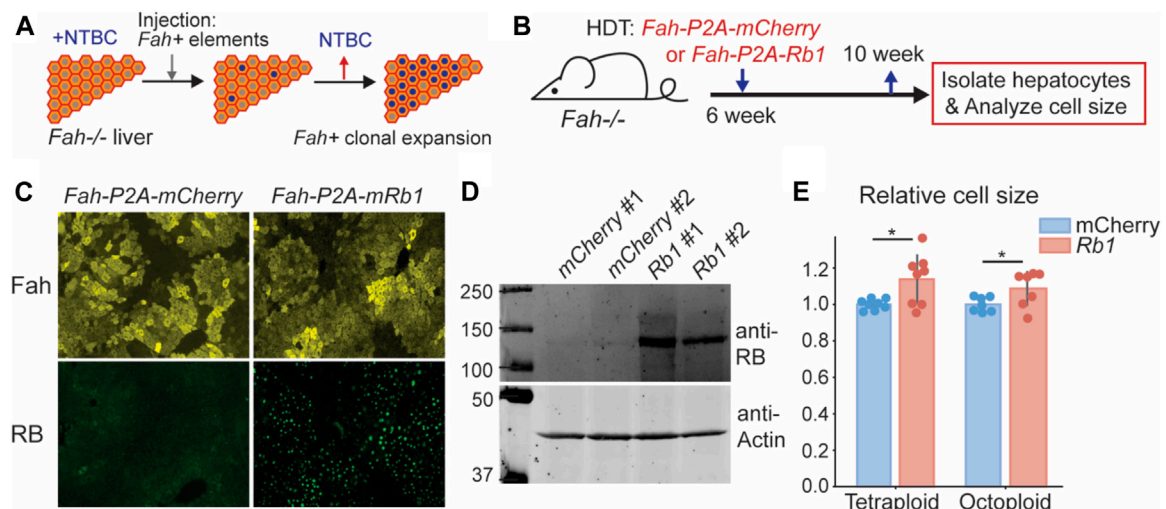 A
+NTBC
Injection:
Fah+ elements
NTBC
Fah-/- liver
Fah+ clonal expansion
B
HDT: Fah-P2A-mCherry
or Fah-P2A-Rb1
10 week
Fah-/-
6 week
Isolate hepatocytes
& Analyze cell size
C
Fah-P2A-mCherry
Fah-P2A-mRb1
Fah
RB
D
mCherry #1
mCherry #2
Rb1 #1
Rb1 #2
250
150
100
anti-
RB
50
37
anti-
Actin
E
Relative cell size
mCherry
Rb1
*
*
1.2
1.0
0.8
0.6
0.4
0.2
0.0
Tetraploid
Octoploid